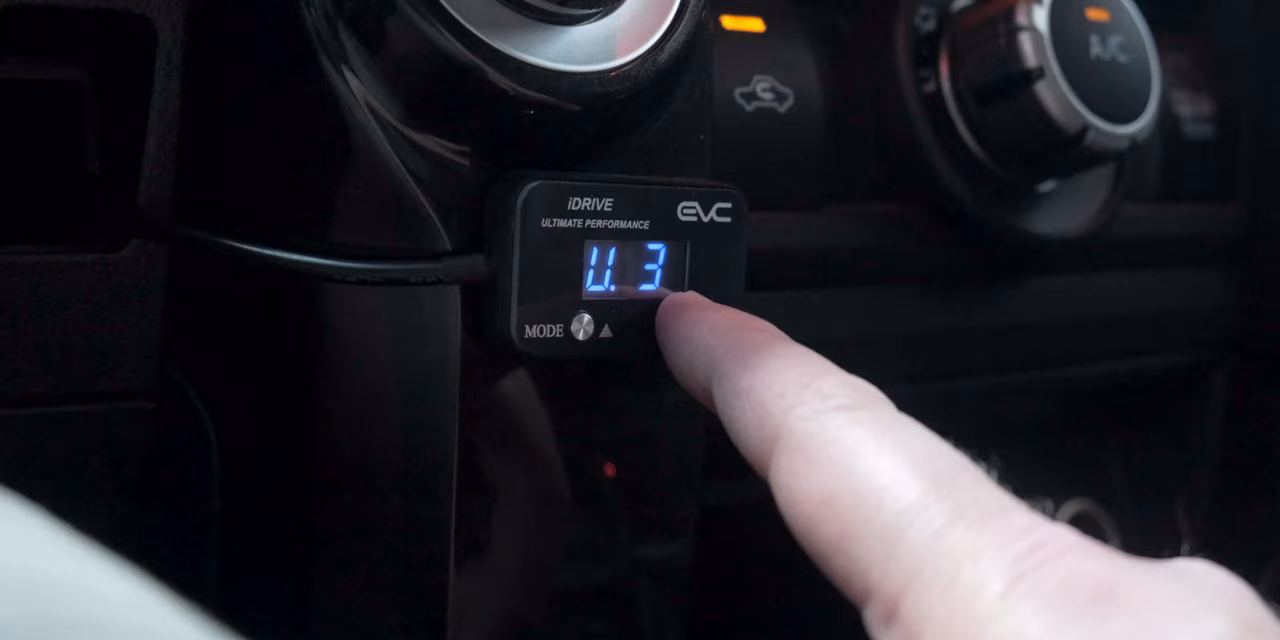 A/C
iDRIVE
EVC
ULTIMATE PERFORMANCE
U. 3
MODE